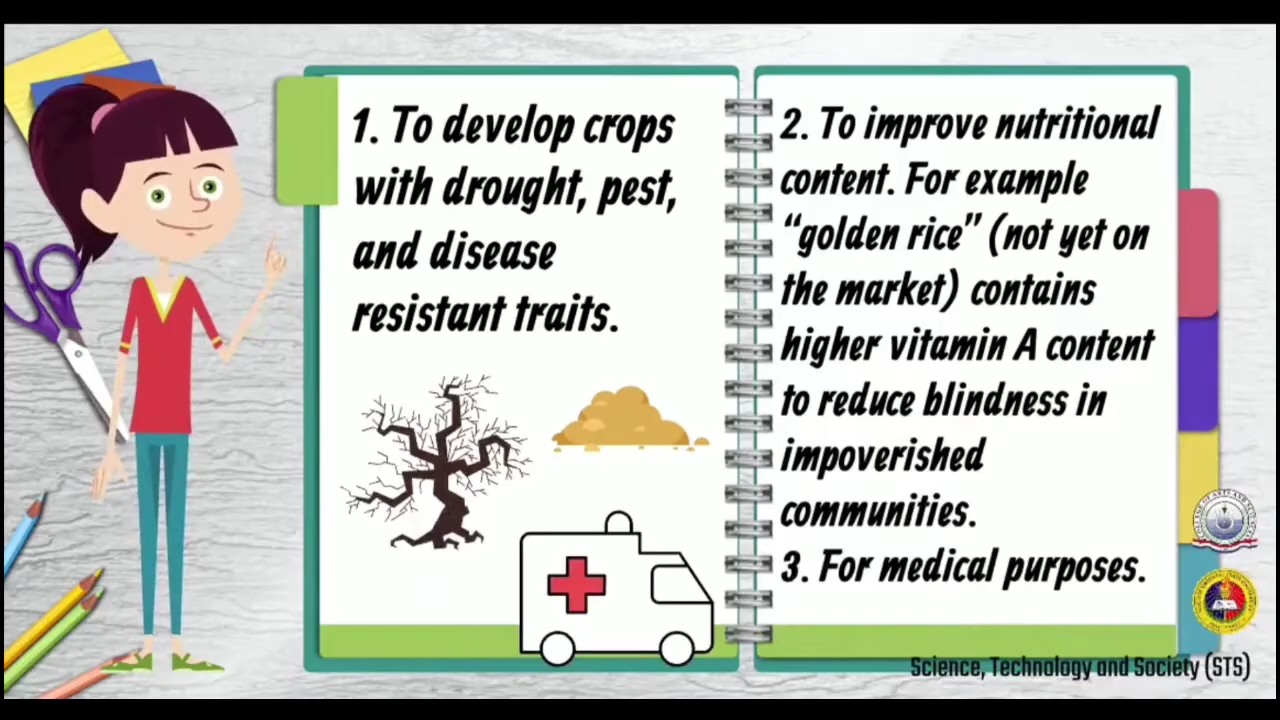 1. To develop crops
with drought, pest,
and disease
resistant traits.
2. To improve nutritional
content. For example
“golden rice” (not yet on
the market) contains
higher vitamin A content
to reduce blindness in
impoverished
communities.
3. For medical purposes.
Science, Technology and Society (STS)